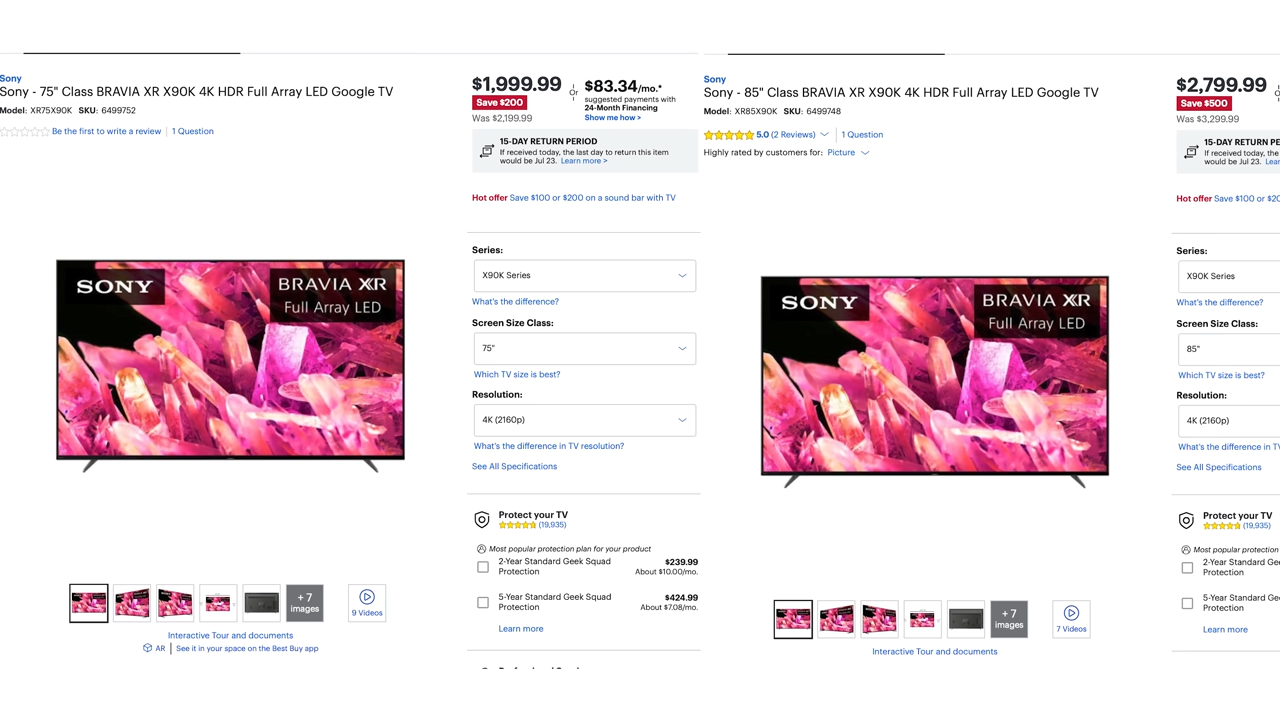 Sony
Sony - 75" Class BRAVIA XR X90K 4K HDR Full Array LED Google TV
Model: XR75X90K SKU: 6499752
Be the first to write a review | 1 Question
SONY
BRAVIA XR
Full Array LED
+ 7
images
9 Videos
Interactive Tour and documents
AR | See it in your space on the Best Buy app
$1,999.99
Save $200
Was $2,199.99
Or
$83.34/mo.*
suggested payments with
24-Month Financing
Show me how >
15-DAY RETURN PERIOD
If received today, the last day to return this item
would be Jul 23. Learn more >
Hot offer Save $100 or $200 on a sound bar with TV
Series:
X90K Series
What's the difference?
Screen Size Class:
75"
Which TV size is best?
Resolution:
4K (2160p)
What's the difference in TV resolution?
See All Specifications
Protect your TV
(19,935)
Most popular protection plan for your product
2-Year Standard Geek Squad
Protection
$239.99
About $10.00/mo.
5-Year Standard Geek Squad
Protection
$424.99
About $7.08/mo.
Learn more
Sony
Sony - 85" Class BRAVIA XR X90K 4K HDR Full Array LED Google TV
Model: XR85X90K SKU: 6499748
5.0 (2 Reviews) | 1 Question
Highly rated by customers for: Picture
SONY
BRAVIA XR
Full Array LED
+ 7
images
7 Videos
Interactive Tour and documents
$2,799.99
Save $500
Was $3,299.99
15-DAY RETURN PE
If received today, the
would be Jul 23. Lear
Hot offer Save $100 or $20
Series:
X90K Series
What's the difference?
Screen Size Class:
85"
Which TV size is best?
Resolution:
4K (2160p)
What's the difference in TV
See All Specifications
Protect your TV
(19,935)
Most popular protection
2-Year Standard Gee
Protection
5-Year Standard Gee
Protection
Learn more